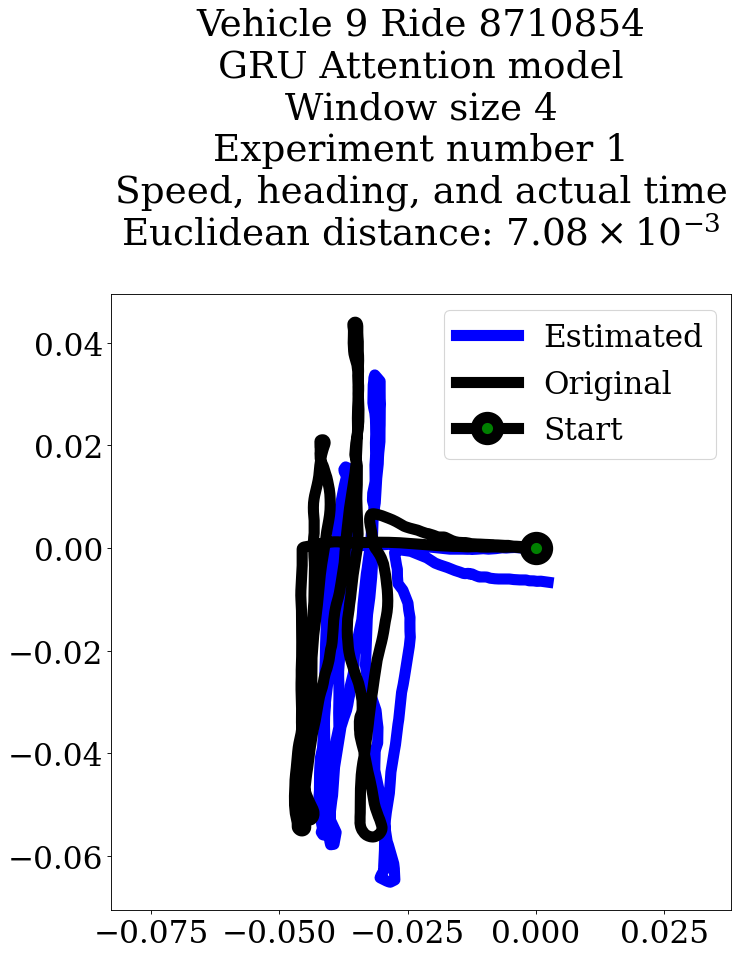 Vehicle 9 Ride 8710854
GRU Attention model
Window size 4
Experiment number 1
Speed, heading, and actual time
Euclidean distance: 7.08 × 10⁻³
Estimated
Original
Start
0.04
0.02
0.00
−0.02
−0.04
−0.06
−0.075 −0.050 −0.025 0.000 0.025